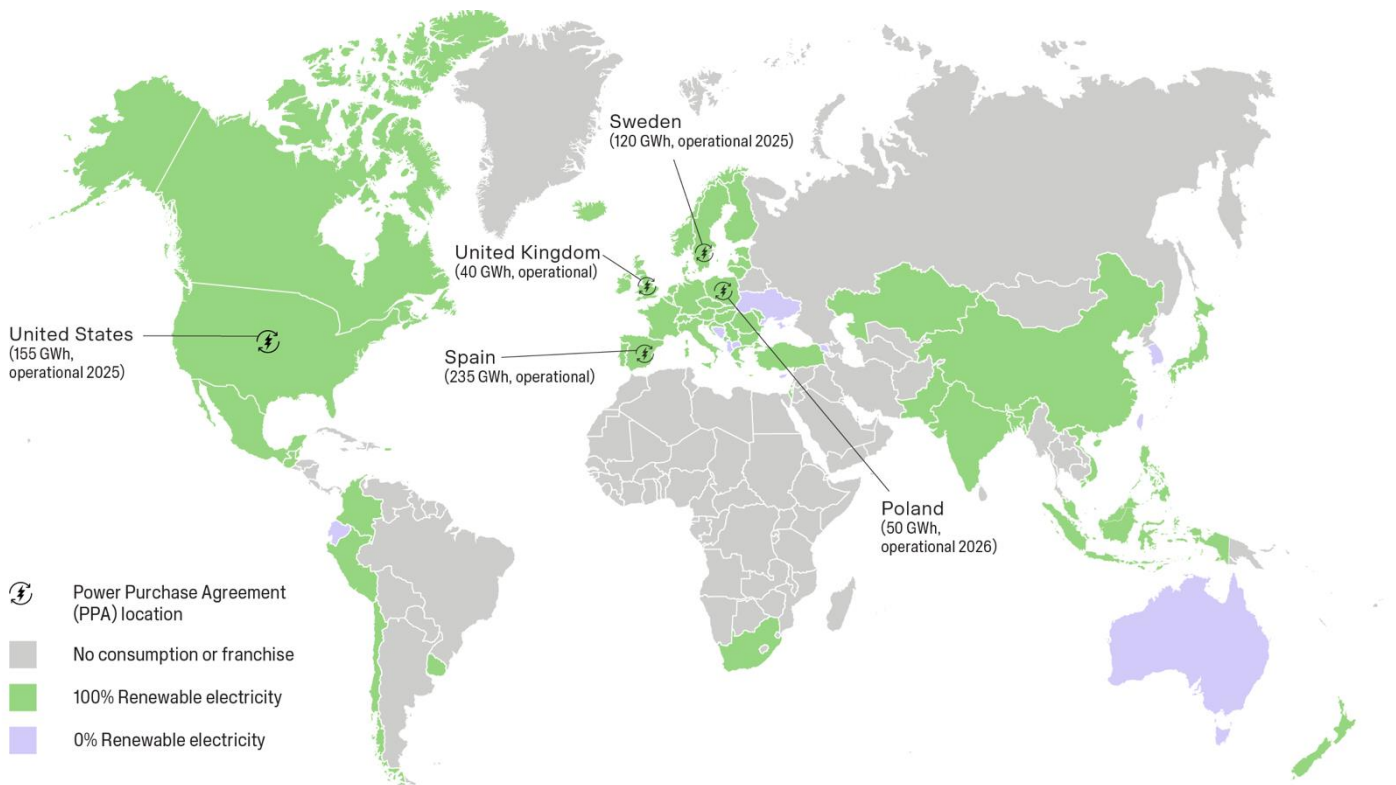 Sweden
(120 GWh, operational 2025)
United Kingdom
(40 GWh, operational)
United States
(155 GWh,
operational 2025)
Spain
(235 GWh, operational)
Poland
(50 GWh,
operational 2026)
Power Purchase Agreement
(PPA) location
No consumption or franchise
100% Renewable electricity
0% Renewable electricity